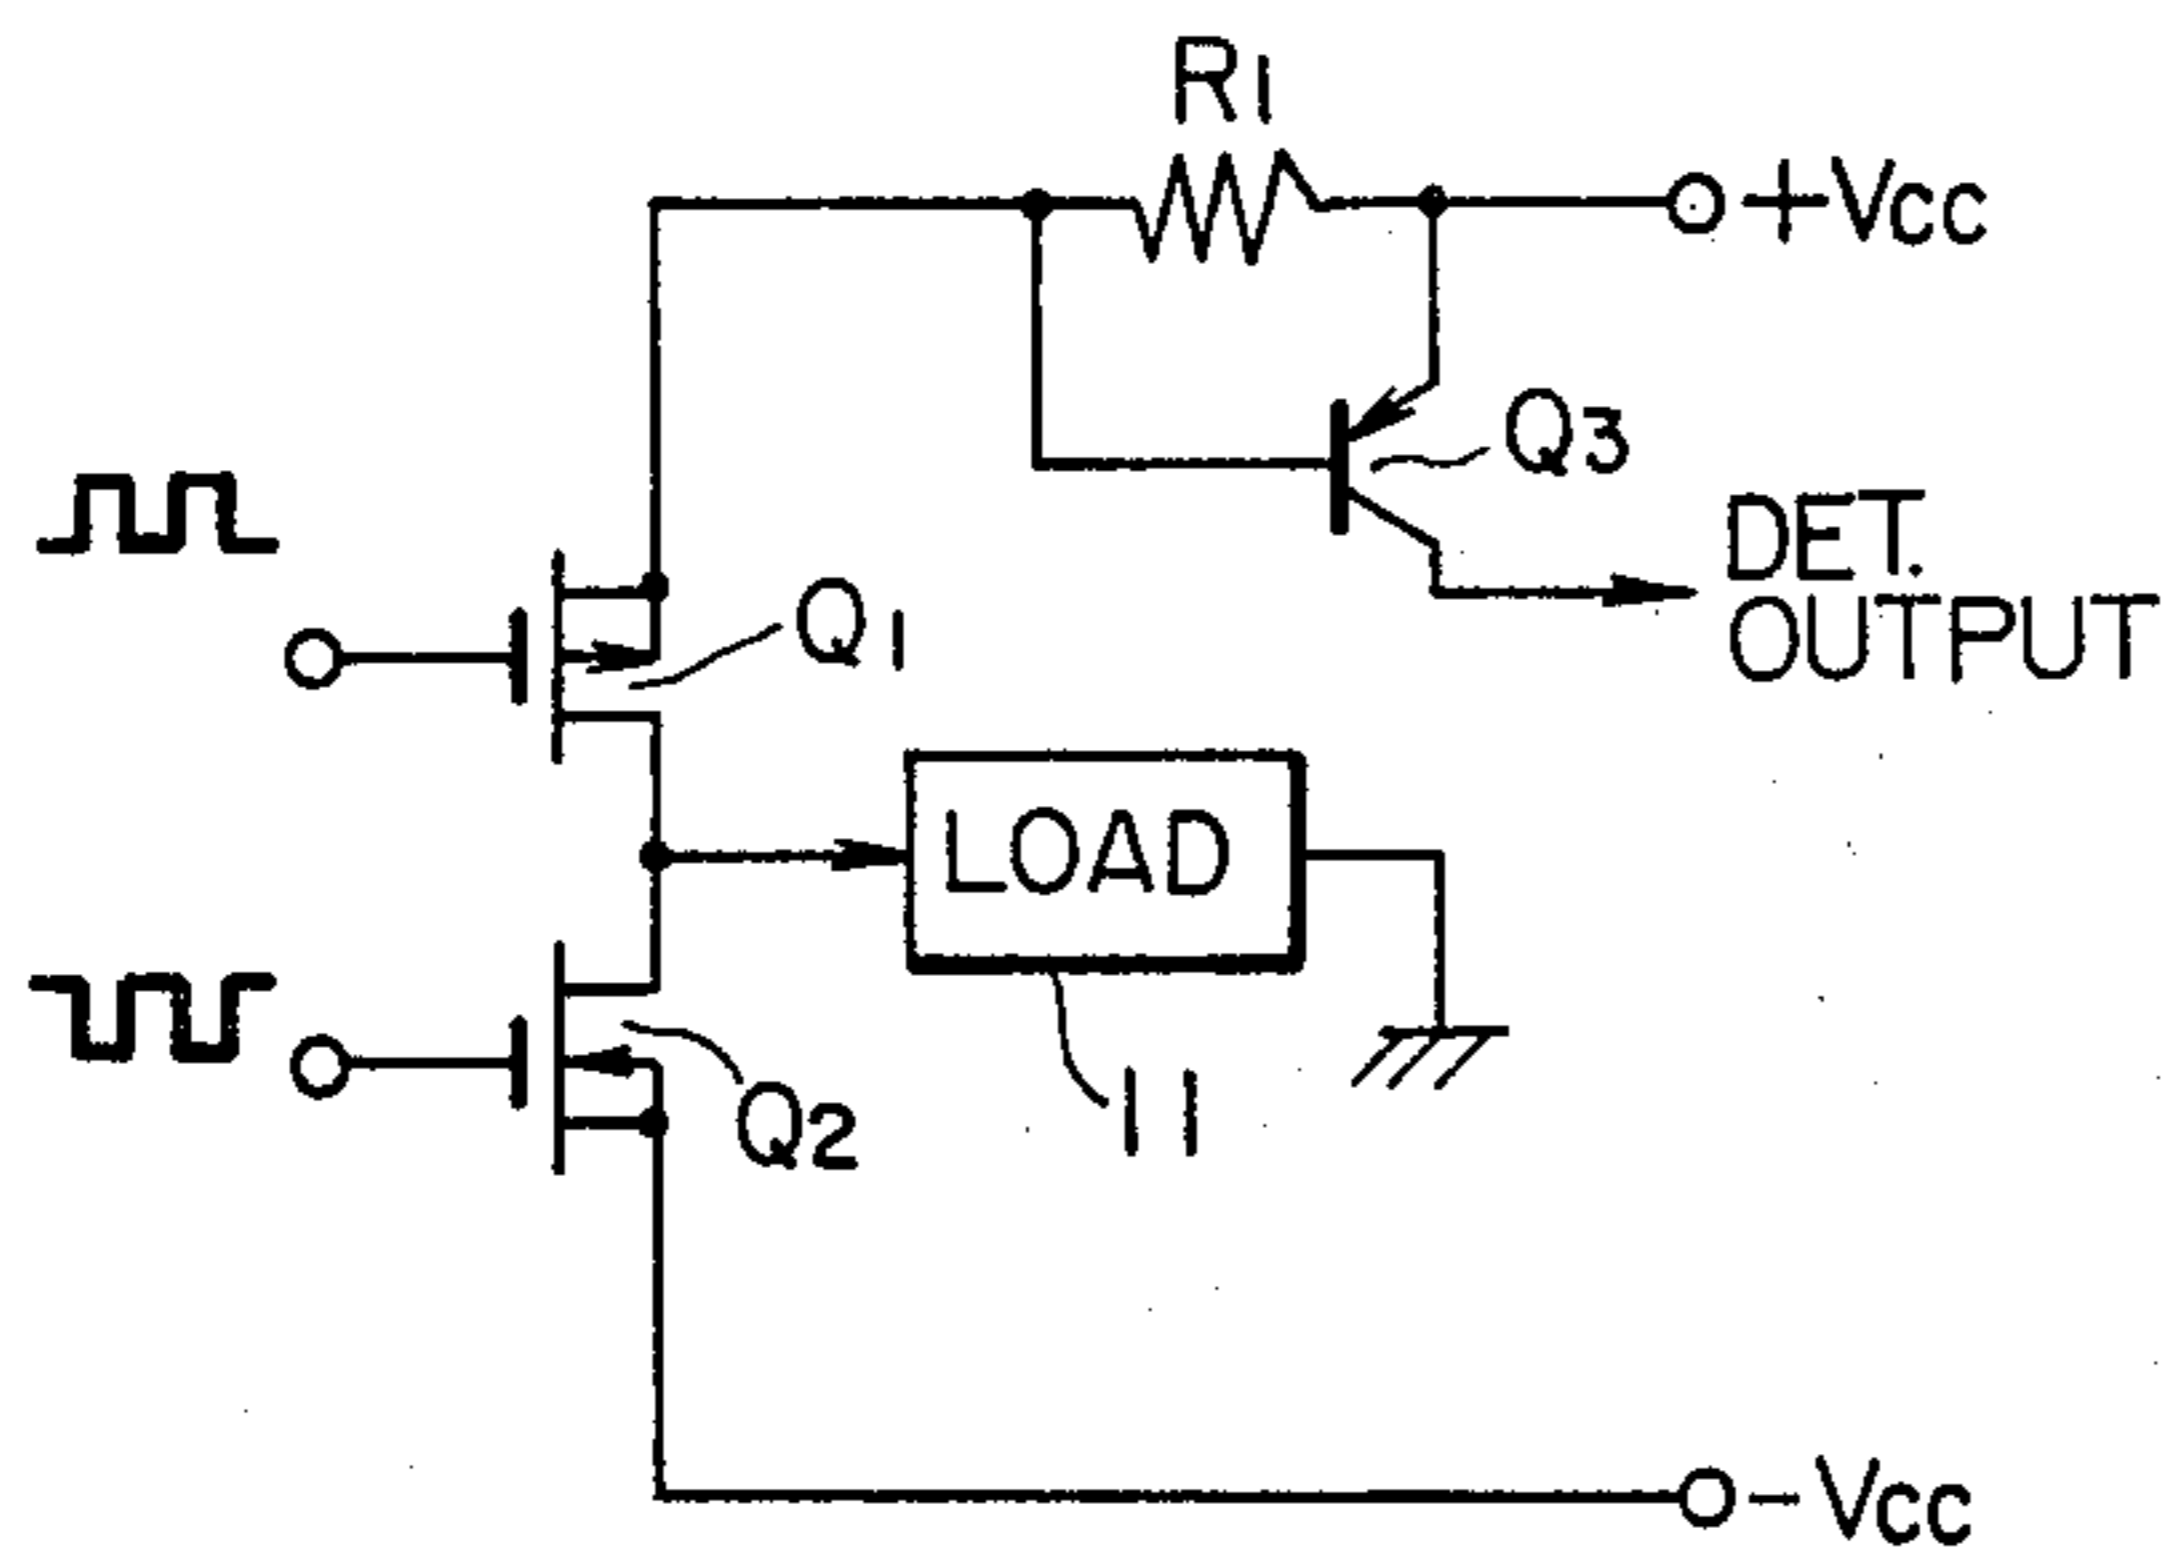 R1
+Vcc
Q3
DET.
OUTPUT
Q1
LOAD
Q2
11
-Vcc